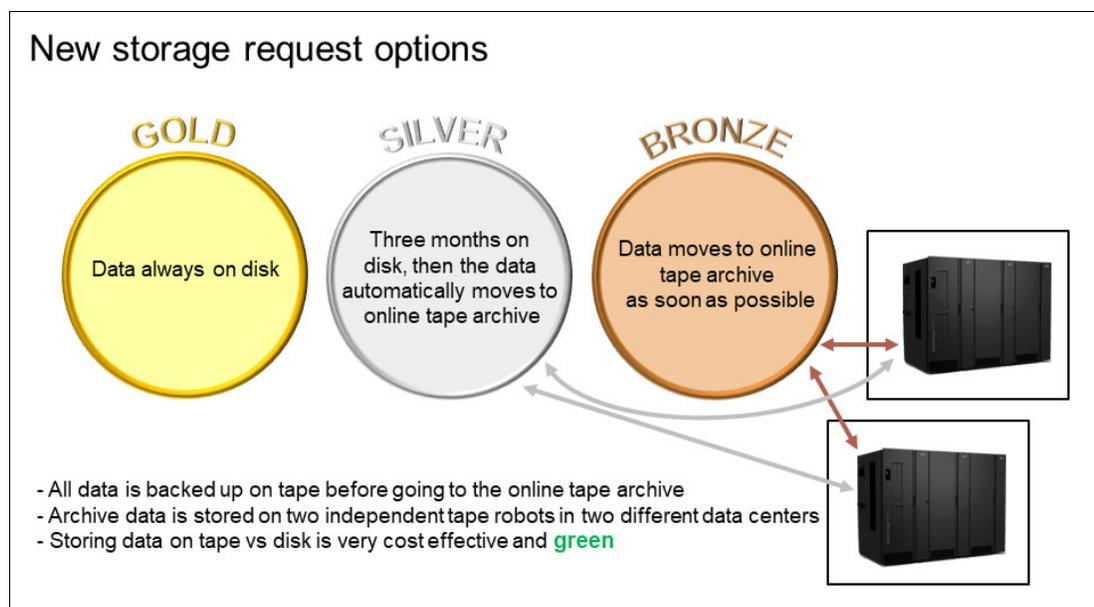 New storage request options
GOLD
SILVER
BRONZE
Data always on disk
Three months on
disk, then the data
automatically moves to
online tape archive
Data moves to online
tape archive
as soon as possible
- All data is backed up on tape before going to the online tape archive
- Archive data is stored on two independent tape robots in two different data centers
- Storing data on tape vs disk is very cost effective and green